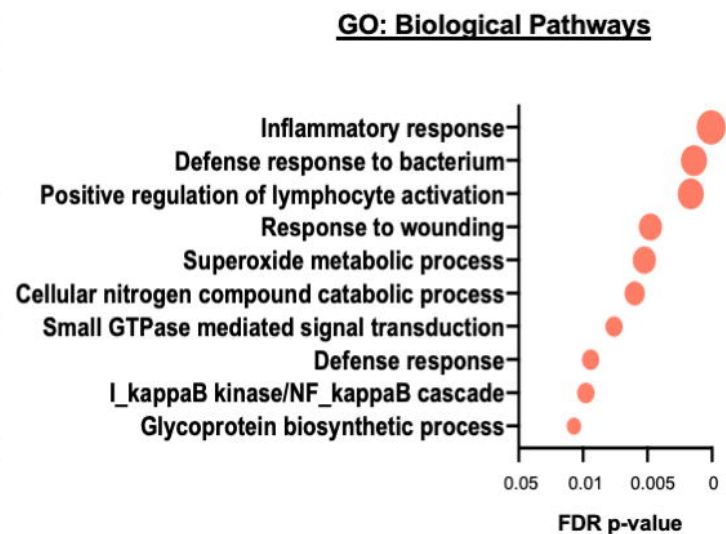 GO: Biological Pathways
Inflammatory response
Defense response to bacterium
Positive regulation of lymphocyte activation
Response to wounding
Superoxide metabolic process
Cellular nitrogen compound catabolic process
Small GTPase mediated signal transduction
Defense response
I_kappaB kinase/NF_kappaB cascade
Glycoprotein biosynthetic process
0.05 0.01 0.005 0
FDR p-value